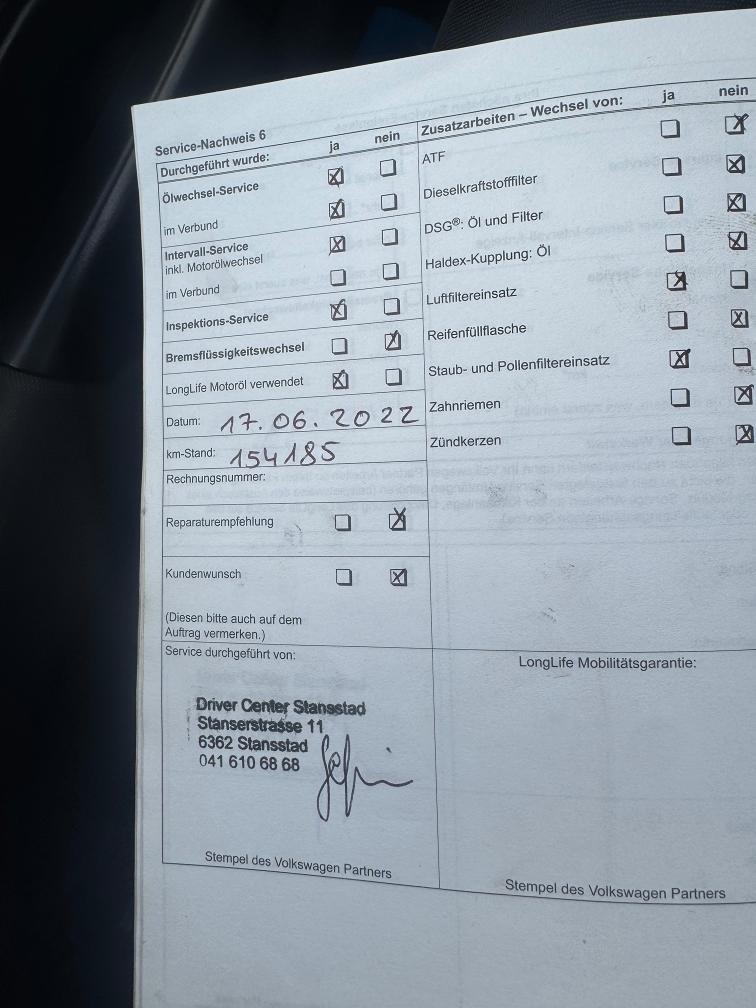 Service-Nachweis 6
Durchgeführt wurde: ja nein
Ölwechsel-Service ☒ ☐
im Verbund ☒ ☐
Intervall-Service
inkl. Motorölwechsel ☒ ☐
im Verbund ☐ ☐
Inspektions-Service ☒ ☐
Bremsflüssigkeitswechsel ☐ ☒
LongLife Motoröl verwendet ☒ ☐
Datum: 17.06.2022
km-Stand: 154185
Rechnungsnummer:
Reparaturempfehlung ☐ ☒
Kundenwunsch ☐ ☒
(Diesen bitte auch auf dem
Auftrag vermerken.)
Service durchgeführt von:
Driver Center Stansstad
Stanserstrasse 11
6362 Stansstad
041 610 68 68
Stempel des Volkswagen Partners
Zusatzarbeiten – Wechsel von: ja nein
ATF ☐ ☒
Dieselkraftstofffilter ☐ ☒
DSG®: Öl und Filter ☐ ☒
Haldex-Kupplung: Öl ☐ ☒
Luftfiltereinsatz ☒ ☐
Reifenfüllflasche ☐ ☒
Staub- und Pollenfiltereinsatz ☒ ☐
Zahnriemen ☐ ☒
Zündkerzen ☐ ☒
LongLife Mobilitätsgarantie:
Stempel des Volkswagen Partners